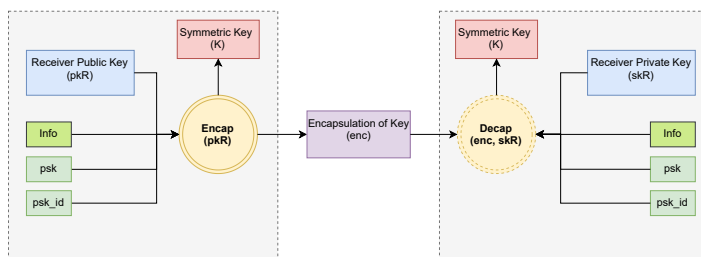 Symmetric Key
(K)
Receiver Public Key
(pkR)
Info
psk
psk_id
Encap
(pkR)
Encapsulation of Key
(enc)
Symmetric Key
(K)
Decap
(enc, skR)
Receiver Private Key
(skR)
Info
psk
psk_id